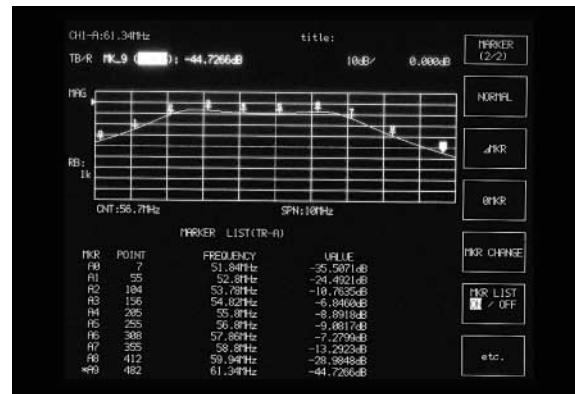 CH1-A:61.34MHz
title:
TB/R MK_9 ( ): -44.7266dB 10dB/ 0.000dB
MAG
RB:
1k
CNT:56.7MHz SPN:10MHz
MARKER LIST(TR-A)
MKR POINT FREQUENCY VALUE
A0 7 51.84MHz -35.5071dB
A1 55 52.8MHz -24.4921dB
A2 104 53.78MHz -10.7635dB
A3 156 54.82MHz -6.8460dB
A4 205 55.8MHz -8.8918dB
A5 255 56.8MHz -9.0817dB
A6 308 57.86MHz -7.2799dB
A7 355 58.8MHz -13.2923dB
A8 412 59.94MHz -28.9848dB
*A9 482 61.34MHz -44.7266dB
MARKER
(2/2)
NORMAL
⊿MKR
0MKR
MKR CHANGE
MKR LIST
ON / OFF
etc.